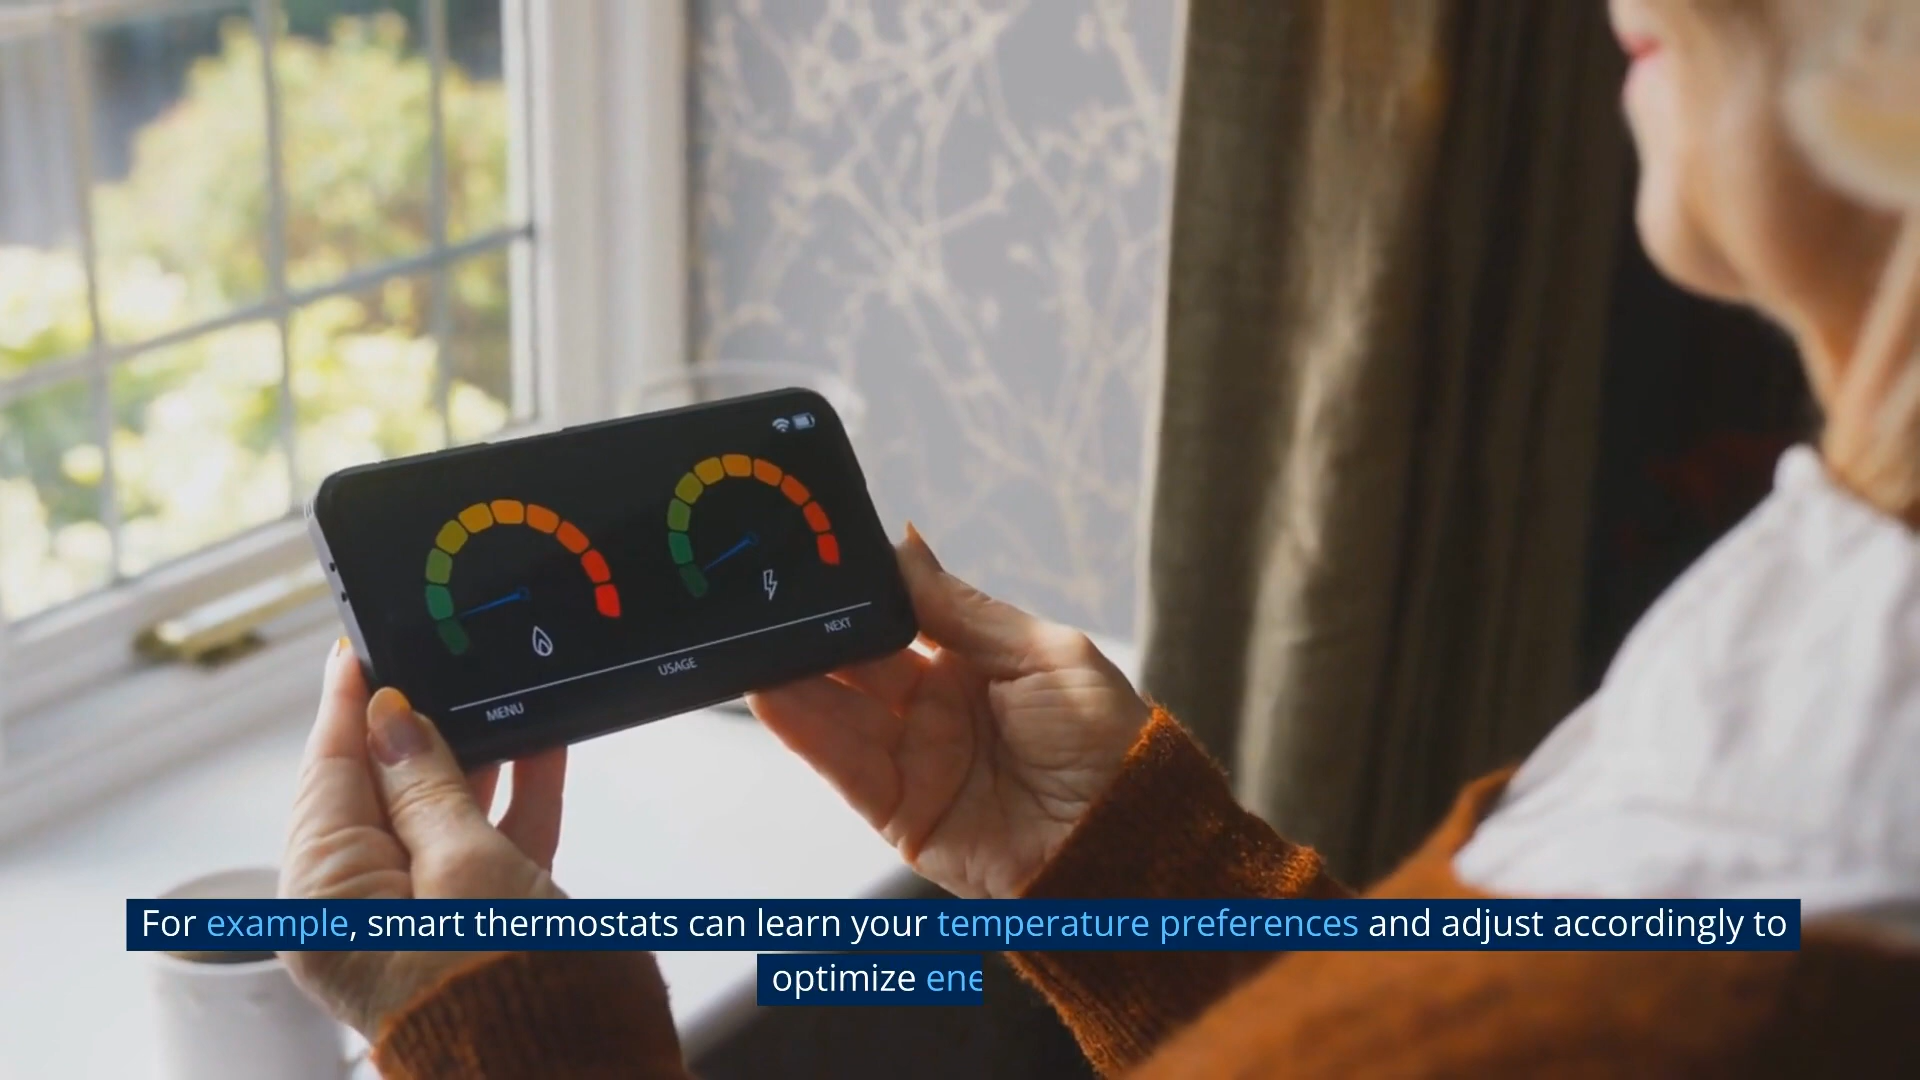 MENU
USAGE
NEXT
For example, smart thermostats can learn your temperature preferences and adjust accordingly to
optimize ene